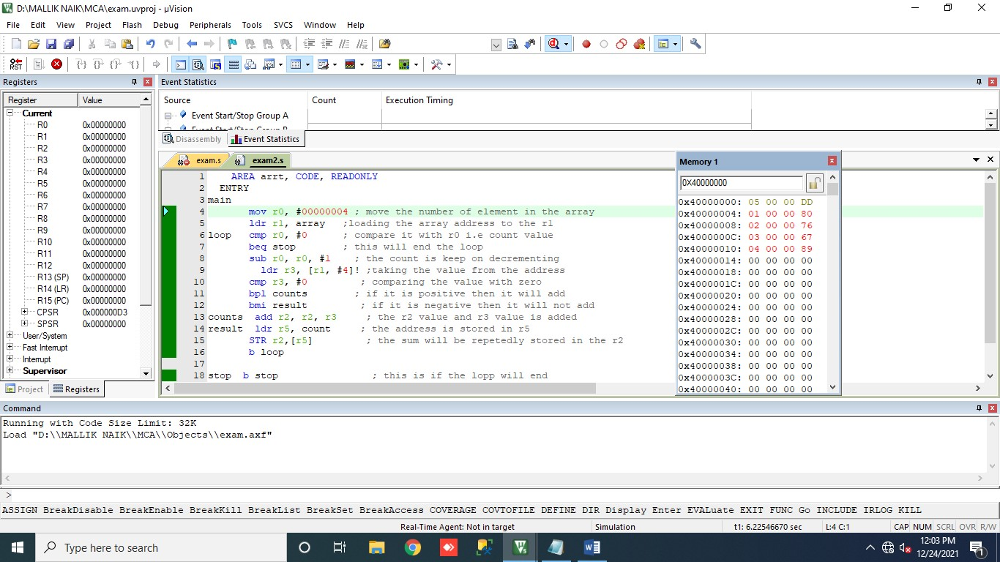 D:\MALLIK NAIK\MCA\exam.uvproj - µVision
File Edit View Project Flash Debug Peripherals Tools SVCS Window Help
RST
Registers
Register Value
Current
R0 0x00000000
R1 0x00000000
R2 0x00000000
R3 0x00000000
R4 0x00000000
R5 0x00000000
R6 0x00000000
R7 0x00000000
R8 0x00000000
R9 0x00000000
R10 0x00000000
R11 0x00000000
R12 0x00000000
R13 (SP) 0x00000000
R14 (LR) 0x00000000
R15 (PC) 0x00000000
CPSR 0x000000D3
SPSR 0x00000000
User/System
Fast Interrupt
Interrupt
Supervisor
Project Registers
Event Statistics
Source Count Execution Timing
Event Start/Stop Group A
Disassembly Event Statistics
exam.s exam2.s
1 AREA arrt, CODE, READONLY
2 ENTRY
3 main
4 mov r0, #00000004 ; move the number of element in the array
5 ldr r1, array ;loading the array address to the r1
6 loop cmp r0, #0 ; compare it with r0 i.e count value
7 beq stop ; this will end the loop
8 sub r0, r0, #1 ; the count is keep on decrementing
9 ldr r3, [r1, #4]! ;taking the value from the address
10 cmp r3, #0 ; comparing the value with zero
11 bpl counts ; if it is positive then it will add
12 bmi result ; if it is negative then it will not add
13 counts add r2, r2, r3 ; the r2 value and r3 value is added
14 result ldr r5, count ; the address is stored in r5
15 STR r2,[r5] ; the sum will be repetedly stored in the r2
16 b loop
17
18 stop b stop ; this is if the lopp will end
Memory 1
0X40000000
0x40000000: 05 00 00 DD
0x40000004: 01 00 00 80
0x40000008: 02 00 00 76
0x4000000C: 03 00 00 67
0x40000010: 04 00 00 89
0x40000014: 00 00 00 00
0x40000018: 00 00 00 00
0x4000001C: 00 00 00 00
0x40000020: 00 00 00 00
0x40000024: 00 00 00 00
0x40000028: 00 00 00 00
0x4000002C: 00 00 00 00
0x40000030: 00 00 00 00
0x40000034: 00 00 00 00
0x40000038: 00 00 00 00
0x4000003C: 00 00 00 00
0x40000040: 00 00 00 00
Command
Running with Code Size Limit: 32K
Load "D:\\MALLIK NAIK\\MCA\\Objects\\exam.axf"
>
ASSIGN BreakDisable BreakEnable BreakKill BreakList BreakSet BreakAccess COVERAGE COVTOFILE DEFINE DIR Display Enter EVALuate EXIT FUNC Go INCLUDE IRLOG KILL
Real-Time Agent: Not in target Simulation t1: 6.22546670 sec L:4 C:1 CAP NUM SCRL OVR R/W
Type here to search
12:03 PM
12/24/2021
1